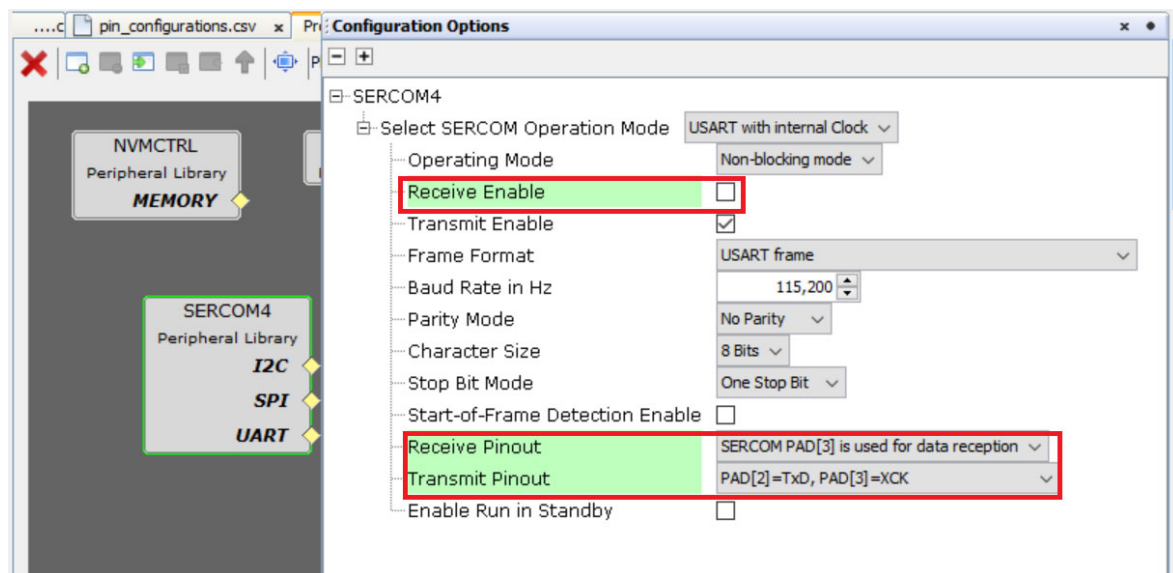 ....c pin_configurations.csv x Pr Configuration Options x
P
NVMCTRL
Peripheral Library
MEMORY
SERCOM4
Peripheral Library
I2C
SPI
UART
SERCOM4
Select SERCOM Operation Mode USART with internal Clock
Operating Mode Non-blocking mode
Receive Enable
Transmit Enable
Frame Format USART frame
Baud Rate in Hz 115,200
Parity Mode No Parity
Character Size 8 Bits
Stop Bit Mode One Stop Bit
Start-of-Frame Detection Enable
Receive Pinout SERCOM PAD[3] is used for data reception
Transmit Pinout PAD[2]=TxD, PAD[3]=XCK
Enable Run in Standby